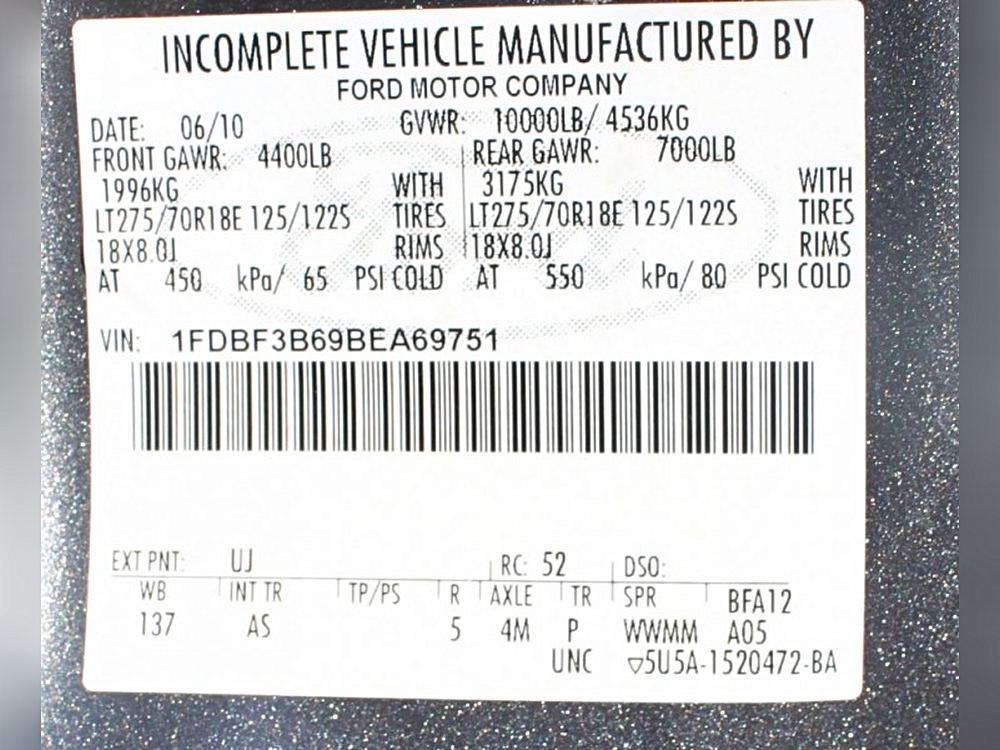 INCOMPLETE VEHICLE MANUFACTURED BY
FORD MOTOR COMPANY
DATE: 06/10 GVWR: 10000LB/ 4536KG
FRONT GAWR: 4400LB REAR GAWR: 7000LB
1996KG WITH 3175KG WITH
LT275/70R18E 125/122S TIRES LT275/70R18E 125/122S TIRES
18X8.0J RIMS 18X8.0J RIMS
AT 450 kPa/ 65 PSI COLD AT 550 kPa/ 80 PSI COLD
VIN: 1FDBF3B69BEA69751
EXT PNT: UJ RC: 52 DSO:
WB INT TR TP/PS R AXLE TR SPR BFA12
137 AS 5 4M P WWMM A05
UNC ▽5U5A-1520472-BA